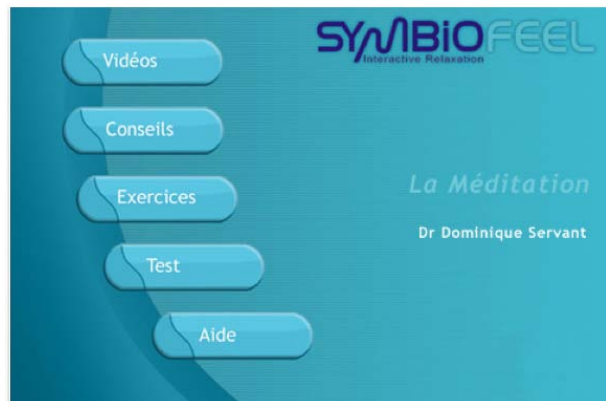 SYMBiOFEEL
Interactive Relaxation
Vidéos
Conseils
Exercices
Test
Aide
La Méditation
Dr Dominique Servant